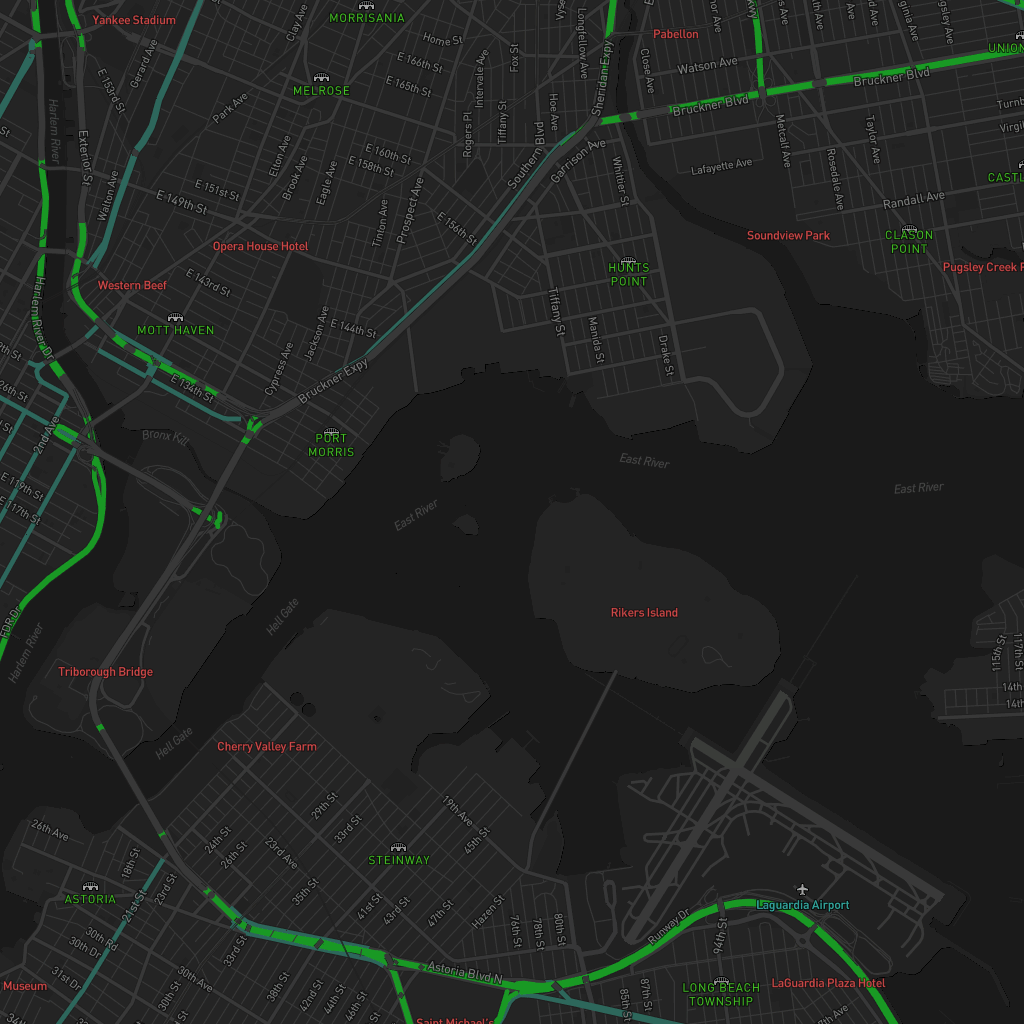 Yankee Stadium
MORRISANIA
Clay Ave
Gerard Ave
Home St
E 166th St
E 165th St
Intervale Ave
Fox St
Longfellow Ave
Sheridan Expy
Close Ave
Pabellon
Watson Ave
UNION
Bruckner Blvd
Bruckner Blvd
E 153rd St
MELROSE
Park Ave
Hoe Ave
Tiffany St
Rogers Pl
Harlem River
Exterior St
E 160th St
E 158th St
Elton Ave
Brook Ave
Eagle Ave
Southern Blvd
Garrison Ave
Whittier St
Lafayette Ave
Metcalf Ave
Rosedale Ave
Taylor Ave
Randall Ave
Walton Ave
E 151st St
E 149th St
Tinton Ave
Prospect Ave
E 156th St
Opera House Hotel
Soundview Park
CLASON
POINT
HUNTS
POINT
Western Beef
E 143rd St
MOTT HAVEN
Harlem River Dr
E 144th St
Jackson Ave
Cypress Ave
Tiffany St
Manida St
Drake St
Bruckner Expy
E 134th St
2nd Ave
Bronx Kill
PORT
MORRIS
East River
East River
East River
E 119th St
E 117th St
Hell Gate
Rikers Island
FDR Dr
Harlem River
Triborough Bridge
115th St
117th St
14th
14th
Hell Gate
Cherry Valley Farm
26th Ave
18th St
24th St
26th St
29th St
33rd St
23rd Ave
19th Ave
45th St
STEINWAY
ASTORIA
21st St
23rd St
35th St
41st St
43rd St
47th St
Hazen St
76th St
78th St
80th St
Runway Dr
94th St
Laguardia Airport
30th Rd
30th Dr
31st Dr
33rd St
30th Ave
30th St
38th St
42nd St
44th St
46th St
Astoria Blvd N
85th St
87th St
LONG BEACH
TOWNSHIP
LaGuardia Plaza Hotel
Museum
Saint Michael's